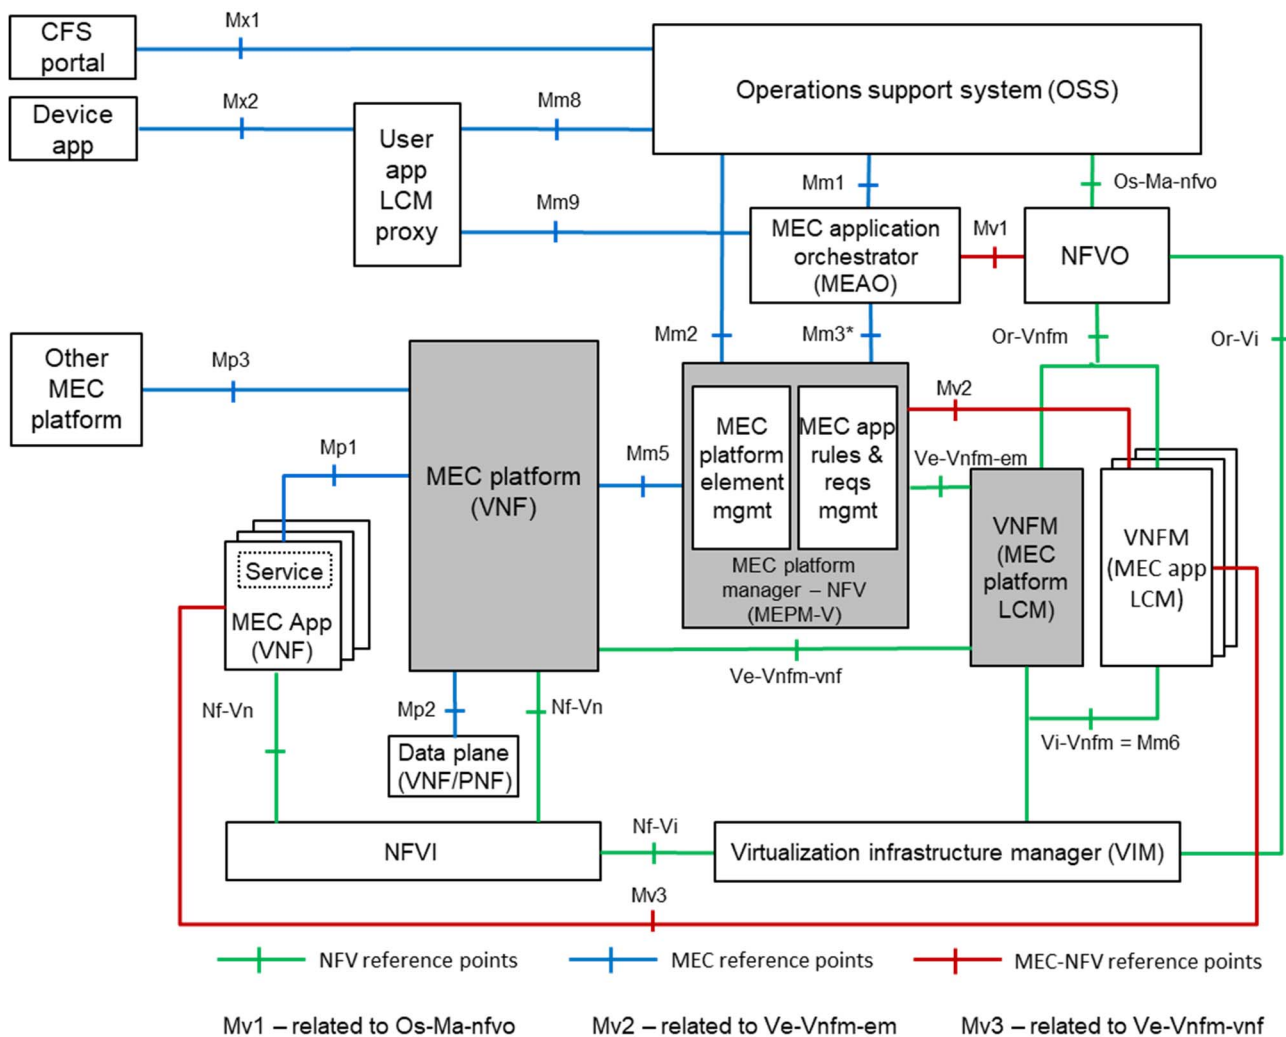 CFS
portal
Mx1
Operations support system (OSS)
Device
app
Mx2
User
app
LCM
proxy
Mm8
Mm9
Mm1
Os-Ma-nfvo
MEC application
orchestrator
(MEAO)
Mv1
NFVO
Other
MEC
platform
Mp3
Mm2
Mm3*
Or-Vnfm
Or-Vi
MEC platform
(VNF)
Mp1
Mm5
MEC
platform
element
mgmt
MEC app
rules &
reqs
mgmt
MEC platform
manager – NFV
(MEPM-V)
Mv2
Ve-Vnfm-em
VNFM
(MEC
platform
LCM)
VNFM
(MEC app
LCM)
Service
MEC App
(VNF)
Ve-Vnfm-vnf
Nf-Vn
Mp2
Nf-Vn
Data plane
(VNF/PNF)
Vi-Vnfm = Mm6
NFVI
Nf-Vi
Virtualization infrastructure manager (VIM)
Mv3
NFV reference points
MEC reference points
MEC-NFV reference points
Mv1 – related to Os-Ma-nfvo
Mv2 – related to Ve-Vnfm-em
Mv3 – related to Ve-Vnfm-vnf